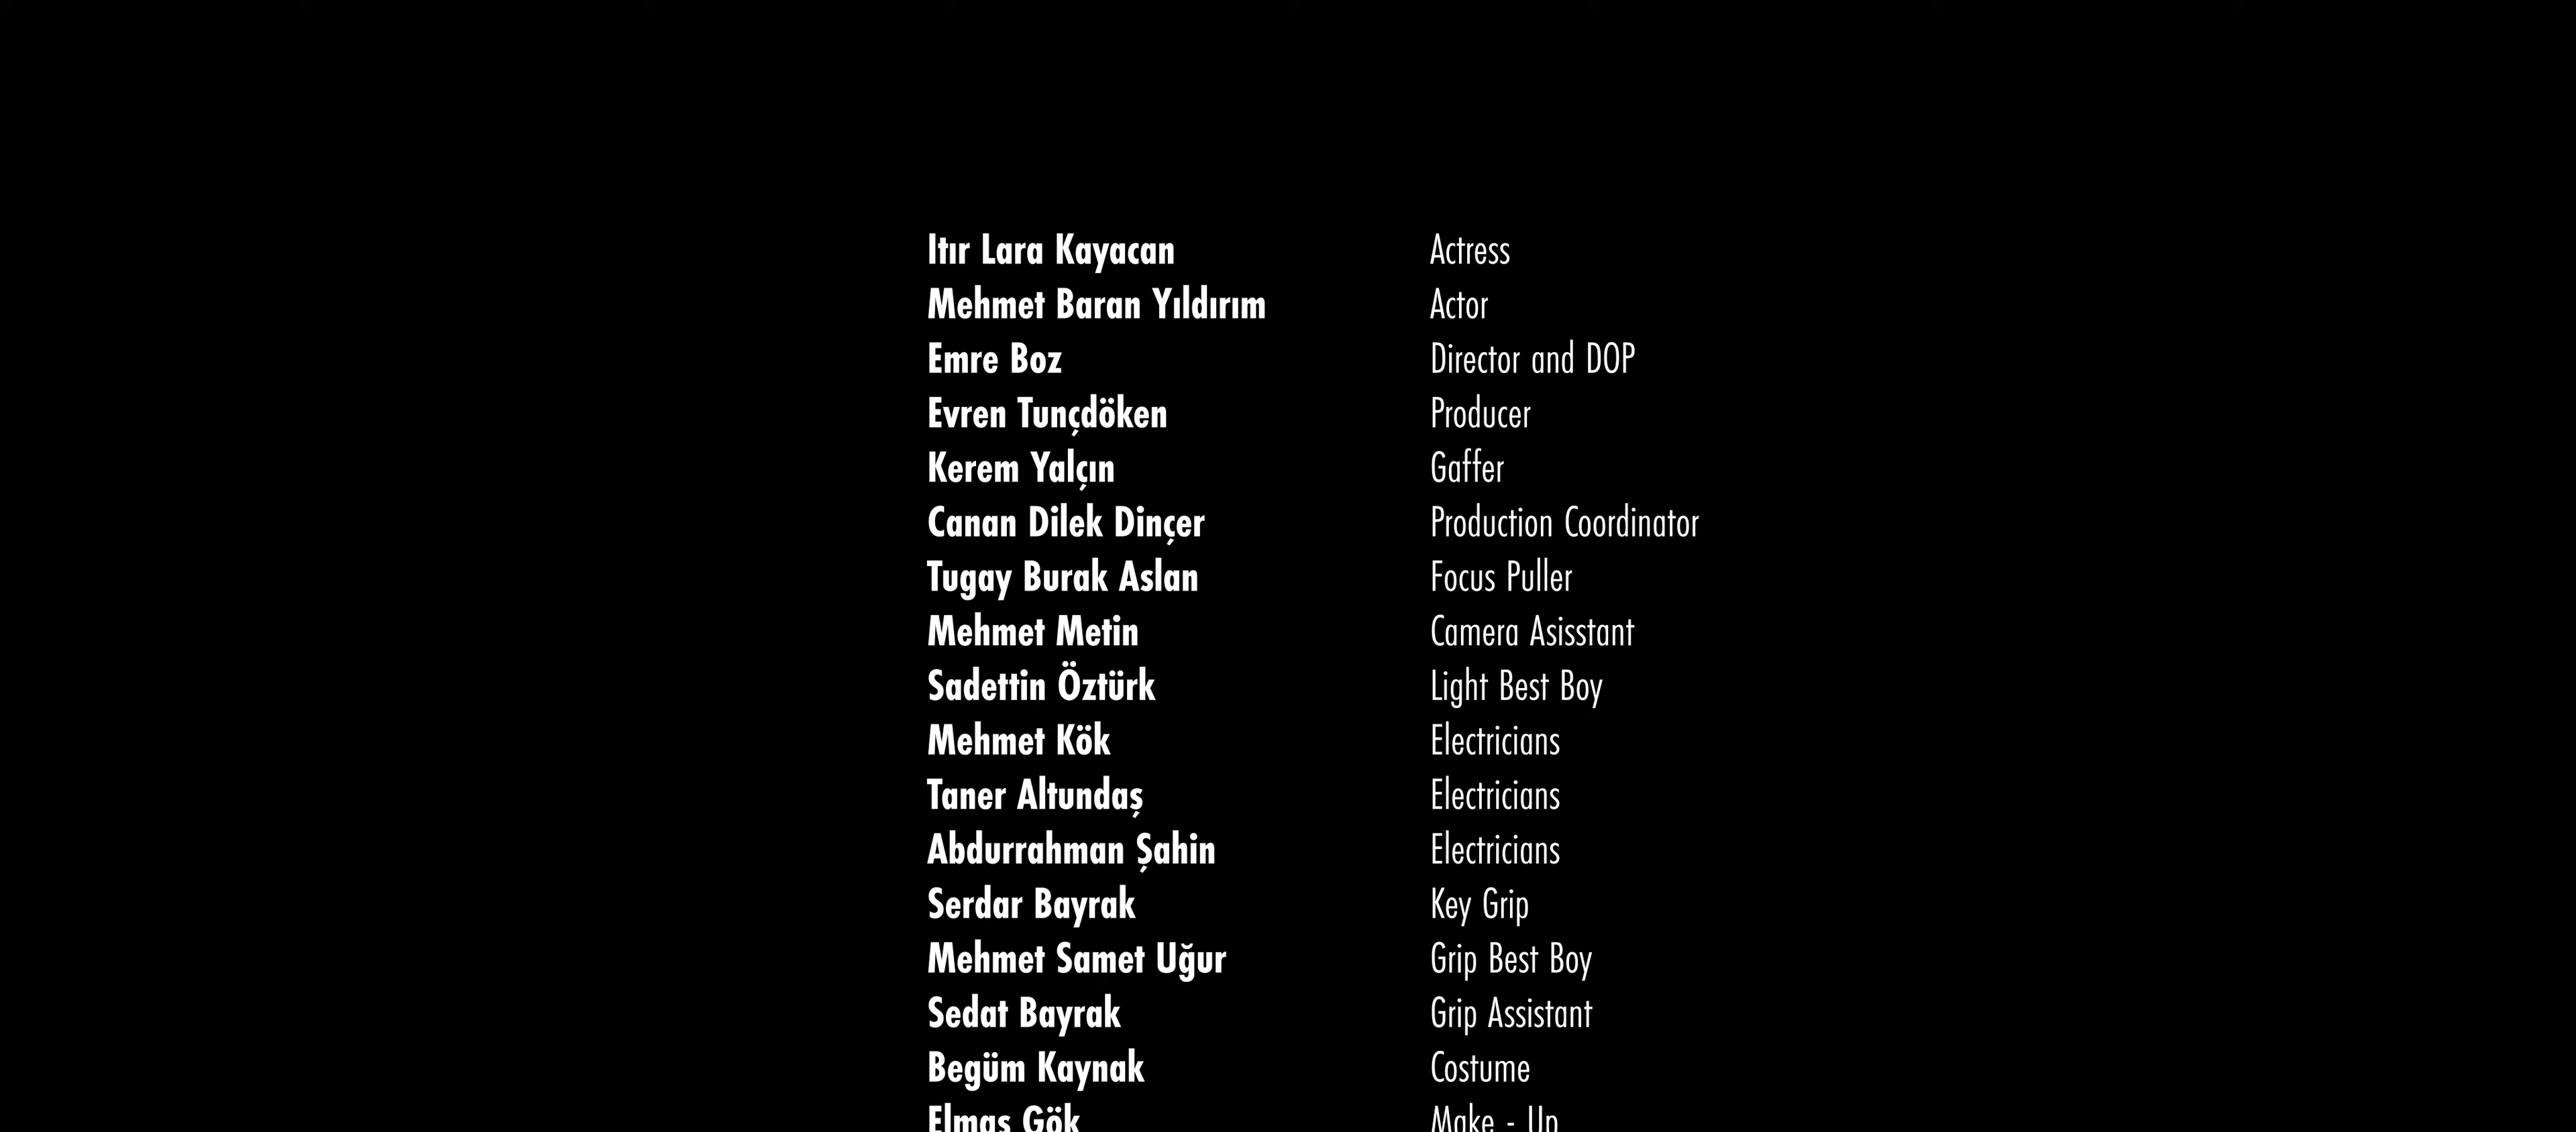 Itır Lara Kayacan Actress
Mehmet Baran Yıldırım Actor
Emre Boz Director and DOP
Evren Tunçdöken Producer
Kerem Yalçın Gaffer
Canan Dilek Dinçer Production Coordinator
Tugay Burak Aslan Focus Puller
Mehmet Metin Camera Asisstant
Sadettin Öztürk Light Best Boy
Mehmet Kök Electricians
Taner Altundaş Electricians
Abdurrahman Şahin Electricians
Serdar Bayrak Key Grip
Mehmet Samet Uğur Grip Best Boy
Sedat Bayrak Grip Assistant
Begüm Kaynak Costume
Elmas Gök Make - Up